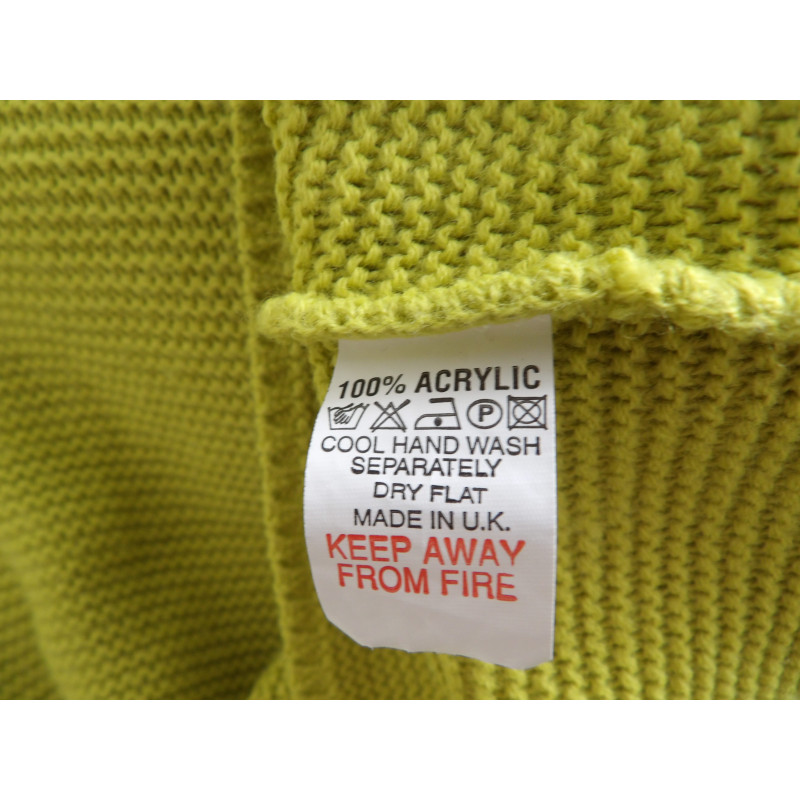 100% ACRYLIC
P
COOL HAND WASH
SEPARATELY
DRY FLAT
MADE IN U.K.
KEEP AWAY
FROM FIRE